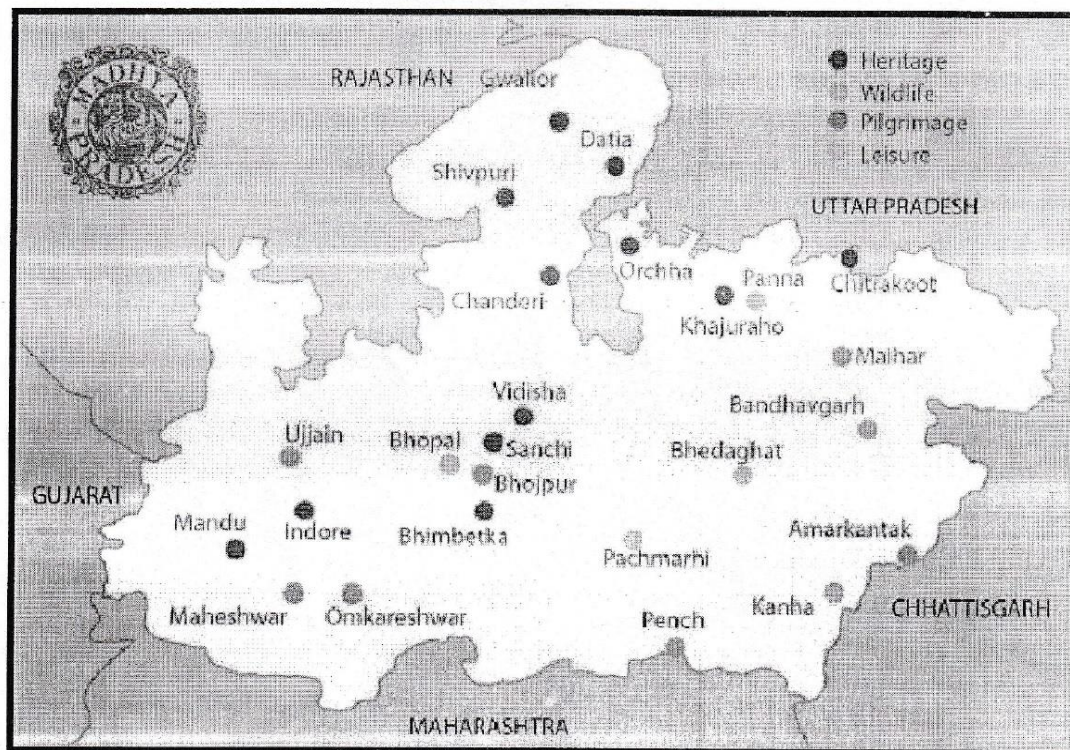 MADHYA PRADESH
RAJASTHAN
Gwalior
Heritage
Wildlife
Pilgrimage
Leisure
Datia
Shivpuri
UTTAR PRADESH
Orchha
Panna
Chitrakoot
Chanderi
Khajuraho
Maihar
Vidisha
Bandhavgarh
Ujjain
Bhopal
Sanchi
Bhedaghat
Bhojpur
GUJARAT
Mandu
Indore
Bhimbetka
Amarkantak
Pachmarhi
Maheshwar
Omkareshwar
Pench
Kanha
CHHATTISGARH
MAHARASHTRA